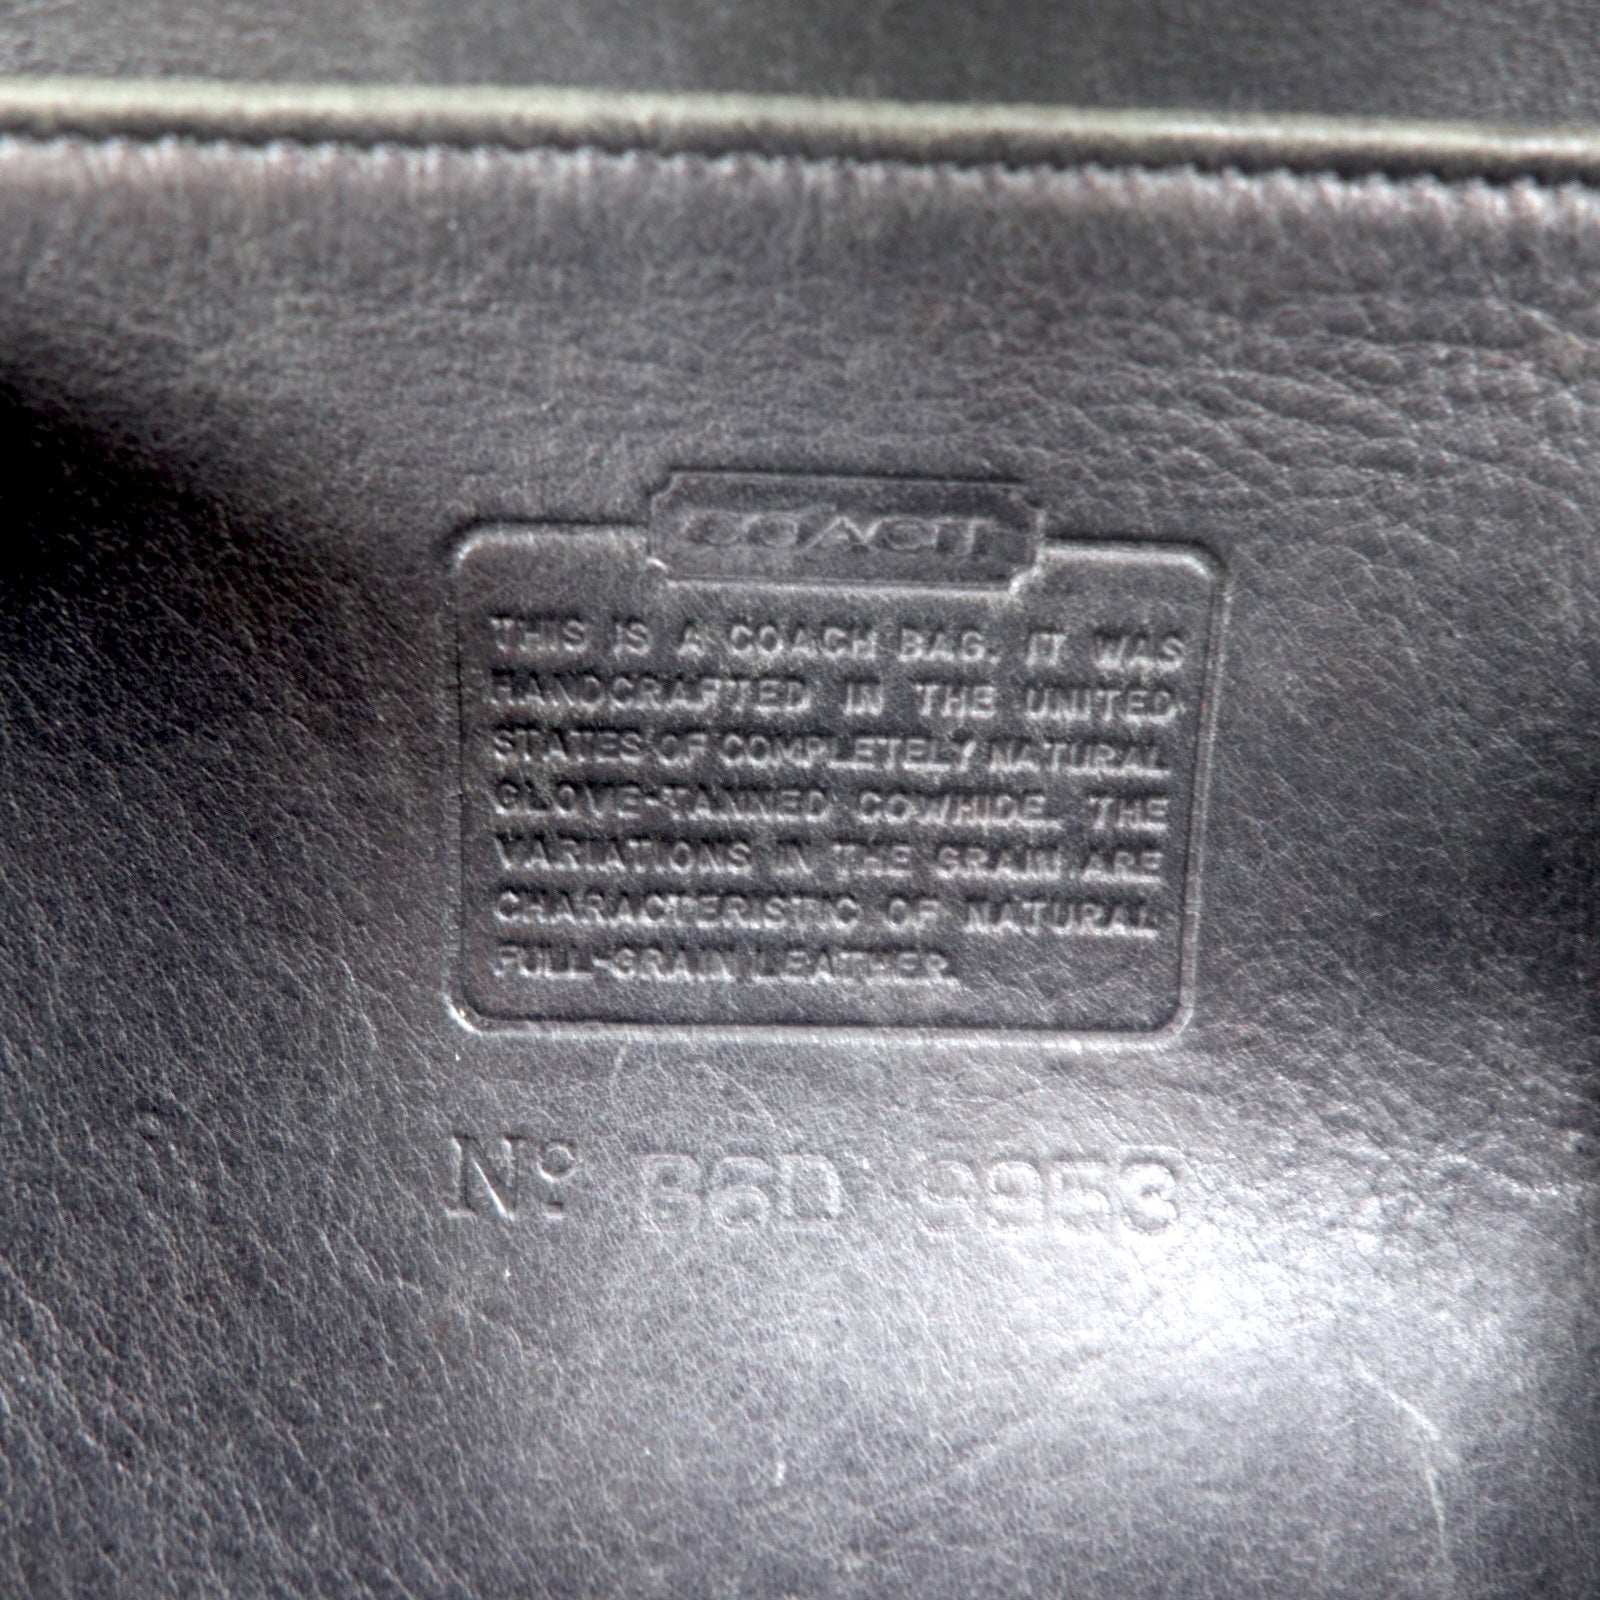 COACH
THIS IS A COACH BAG. IT WAS
HANDCRAFTED IN THE UNITED
STATES OF COMPLETELY NATURAL
GLOVE-TANNED COWHIDE. THE
VARIATIONS IN THE GRAIN ARE
CHARACTERISTIC OF NATURAL
FULL-GRAIN LEATHER.
No